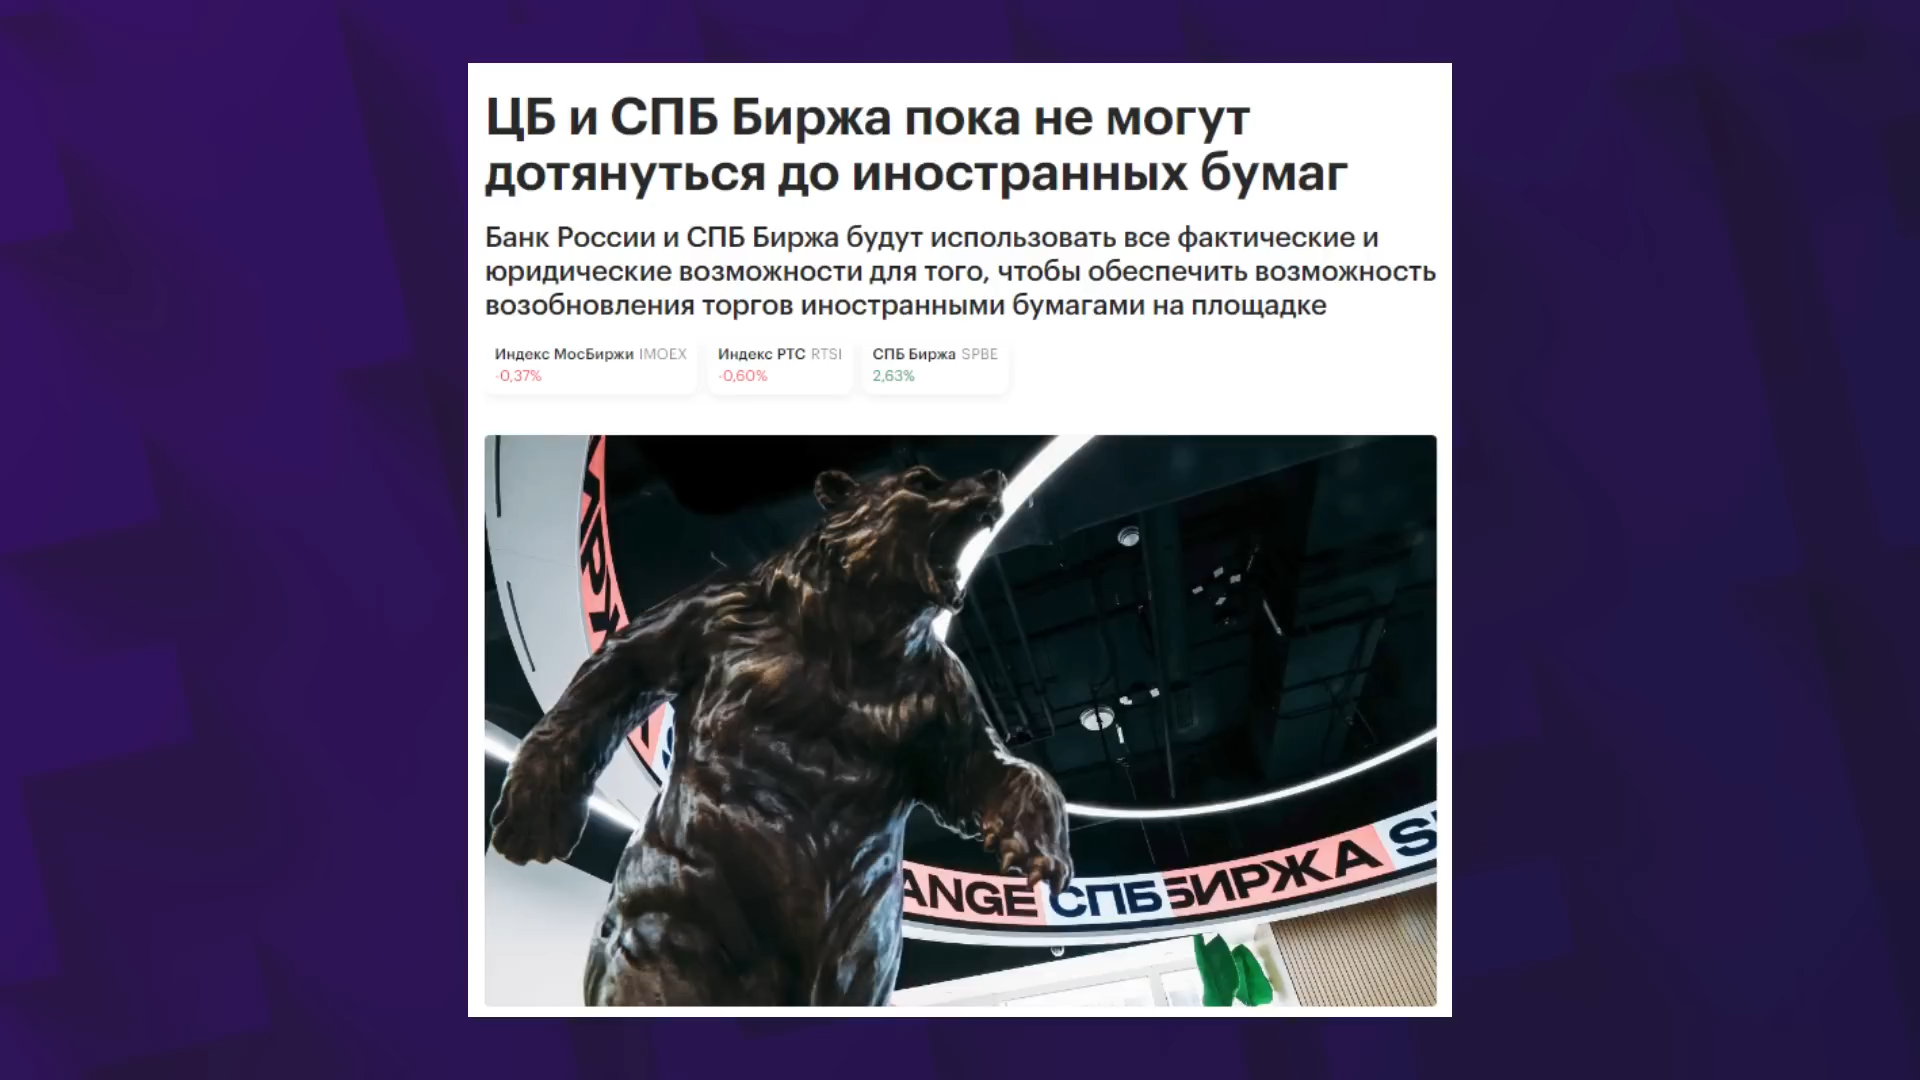 ЦБ и СПБ Биржа пока не могут
дотянуться до иностранных бумаг
Банк России и СПБ Биржа будут использовать все фактические и
юридические возможности для того, чтобы обеспечить возможность
возобновления торгов иностранными бумагами на площадке
Индекс МосБиржи IMOEX
-0,37%
Индекс РТС RTSI
-0,60%
СПБ Биржа SPBE
2,63%
ANGE СПБ БИРЖА S